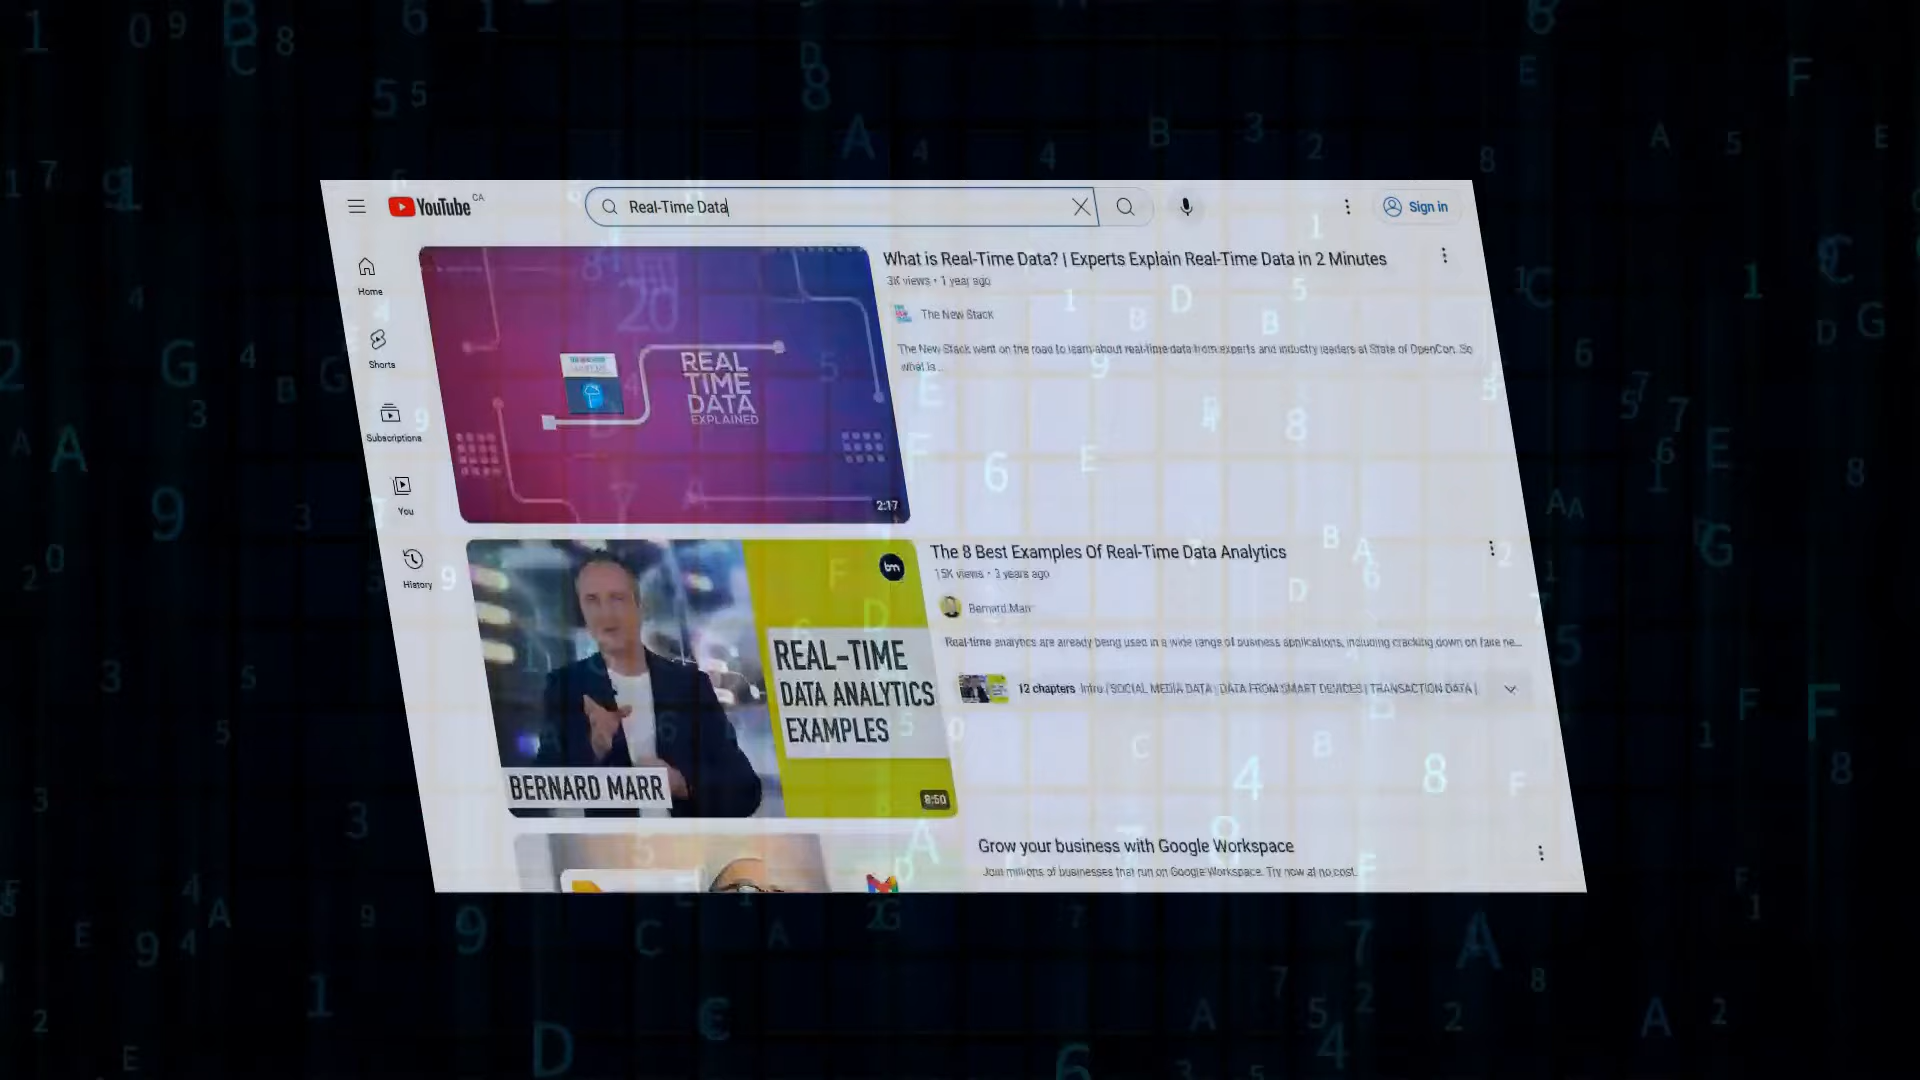 YouTube CA
Real-Time Data
Sign in
Home
Shorts
Subscriptions
You
History
REAL
TIME
DATA
EXPLAINED
2:17
What is Real-Time Data? | Experts Explain Real-Time Data in 2 Minutes
3K views • 1 year ago
The New Stack
The New Stack went on the road to learn about real-time data from experts and industry leaders at State of OpenCon. So
what is ...
bm
REAL-TIME
DATA ANALYTICS
EXAMPLES
BERNARD MARR
8:50
The 8 Best Examples Of Real-Time Data Analytics
15K views • 3 years ago
Bernard Marr
Real-time analytics are already being used in a wide range of business applications, including cracking down on fake ne...
12 chapters Intro | SOCIAL MEDIA DATA | DATA FROM SMART DEVICES | TRANSACTION DATA |
Grow your business with Google Workspace
Join millions of businesses that run on Google Workspace. Try now at no cost.